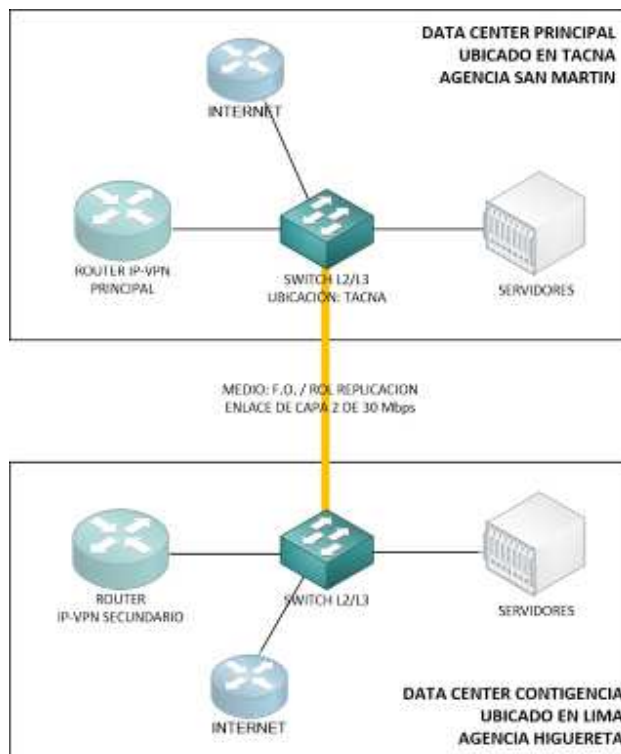 DATA CENTER PRINCIPAL
UBICADO EN TACNA
AGENCIA SAN MARTIN
INTERNET
ROUTER IP-VPN
PRINCIPAL
SWITCH L2/L3
UBICACIÓN: TACNA
SERVIDORES
MEDIO: F.O. / ROL REPLICACION
ENLACE DE CAPA 2 DE 30 Mbps
ROUTER
IP-VPN SECUNDARIO
SWITCH L2/L3
SERVIDORES
INTERNET
DATA CENTER CONTIGENCIA
UBICADO EN LIMA
AGENCIA HIGUERETA